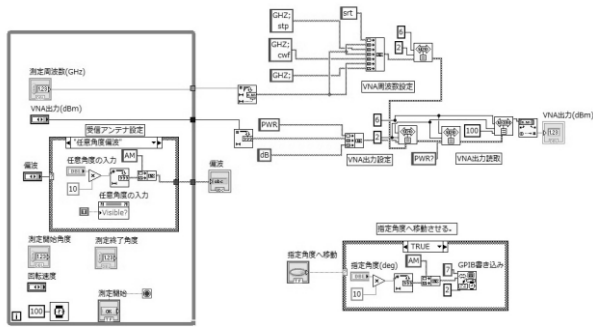 GHZ;
stp
srt
GHZ;
cwf
GHZ;
6
2
VNA周波数設定
測定周波数(GHz)
VNA出力(dBm)
PWR
dB
6
2
VNA出力設定
PWR?
100
VNA出力読取
VNA出力(dBm)
受信アンテナ設定
"任意角度偏波"
任意角度の入力
AM
10
任意角度の入力
Visible?
偏波
偏波
測定開始角度
測定終了角度
回転速度
測定開始
100
i
指定角度へ移動させる。
TRUE
指定角度へ移動
指定角度(deg)
10
AM
7
2
GPIB書き込み